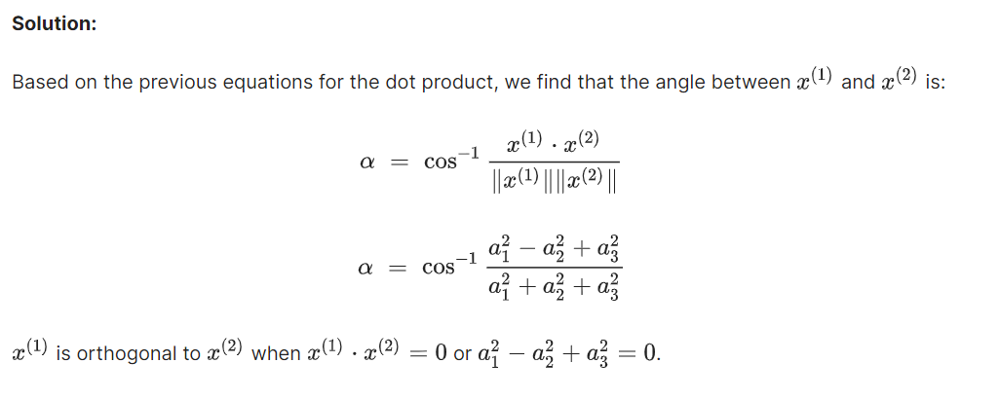 Solution:
Based on the previous equations for the dot product, we find that the angle between $x^{(1)}$ and $x^{(2)}$ is:
$\alpha = \cos^{-1} \frac{x^{(1)} \cdot x^{(2)}}{\|x^{(1)}\| \|x^{(2)}\|}$
$\alpha = \cos^{-1} \frac{a_1^2 - a_2^2 + a_3^2}{a_1^2 + a_2^2 + a_3^2}$
$x^{(1)}$ is orthogonal to $x^{(2)}$ when $x^{(1)} \cdot x^{(2)} = 0$ or $a_1^2 - a_2^2 + a_3^2 = 0$.